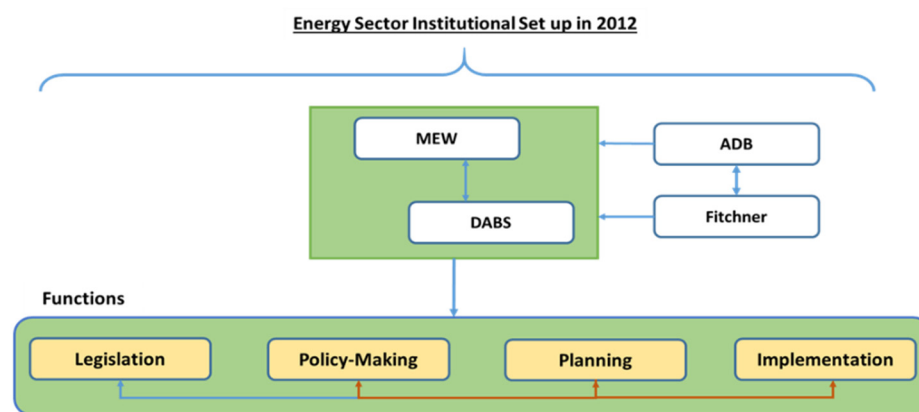 Energy Sector Institutional Set up in 2012
MEW
ADB
DABS
Fitchner
Functions
Legislation
Policy-Making
Planning
Implementation